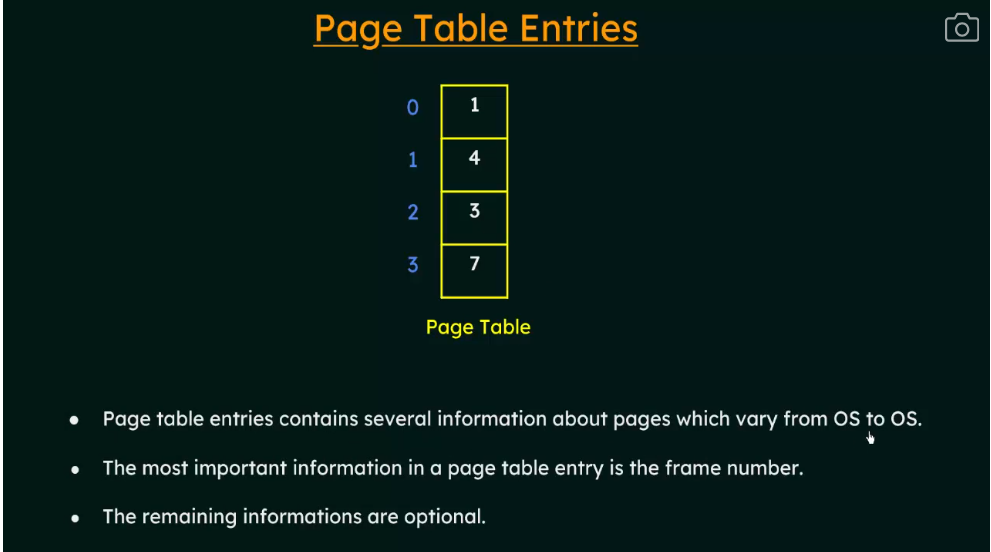 Page Table Entries
0 1
1 4
2 3
3 7
Page Table
• Page table entries contains several information about pages which vary from OS to OS.
• The most important information in a page table entry is the frame number.
• The remaining informations are optional.